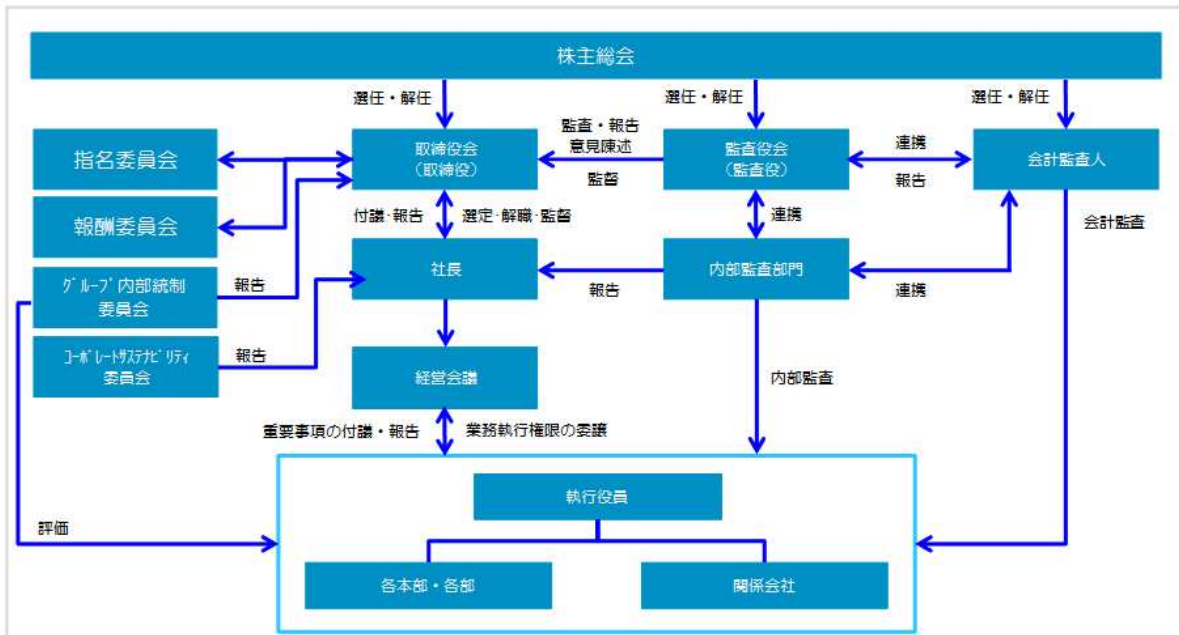 株主総会
選任・解任
選任・解任
選任・解任
指名委員会
取締役会
（取締役）
監査・報告
意見陳述
監督
監査役会
（監査役）
連携
報告
会計監査人
報酬委員会
付議･報告
選定･解職･監督
連携
会計監査
ｸﾞﾙｰﾌﾟ内部統制
委員会
報告
社長
報告
内部監査部門
連携
ｺｰﾎﾟﾚｰﾄｻｽﾃﾅﾋﾞﾘﾃｨ
委員会
報告
経営会議
内部監査
重要事項の付議・報告
業務執行権限の委譲
執行役員
評価
各本部・各部
関係会社